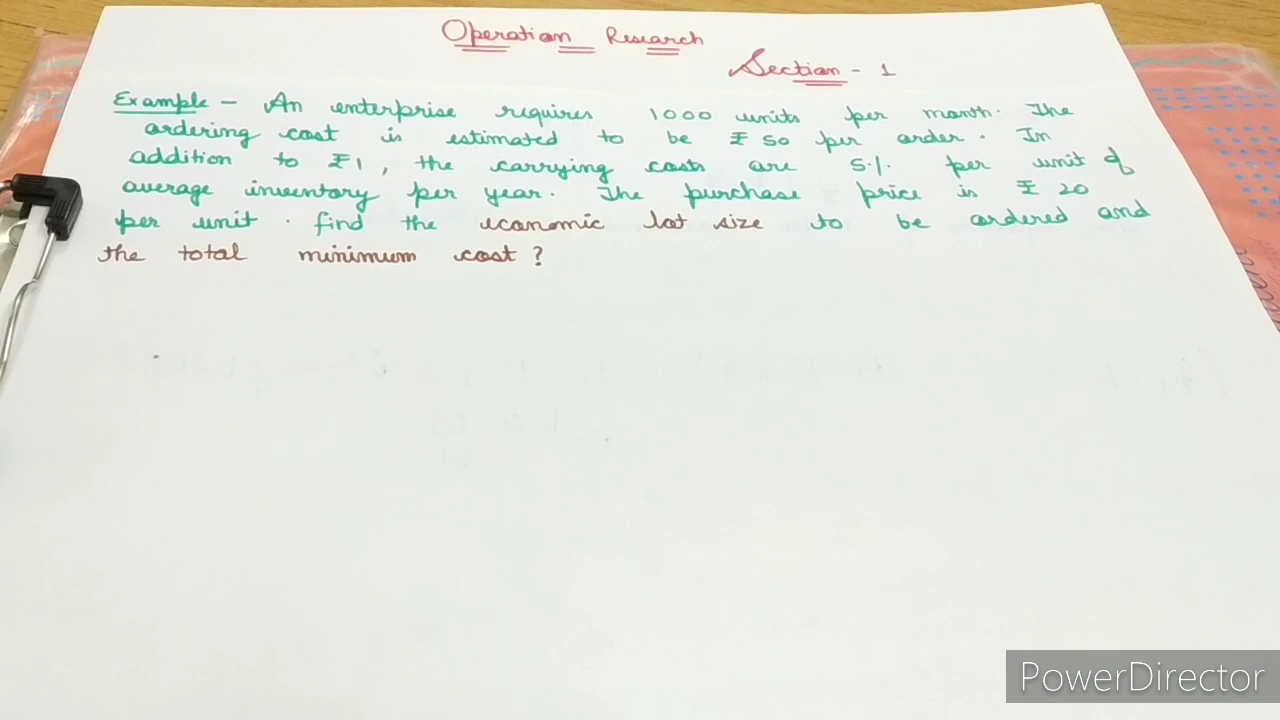 Operation Research
Section - 1
Example - An enterprise requires 1000 units per month. The
ordering cost is estimated to be ₹ 50 per order. In
addition to ₹1, the carrying costs are 5% per unit of
average inventory per year. The purchase price is ₹ 20
per unit. find the economic lot size to be ordered and
the total minimum cost?
PowerDirector